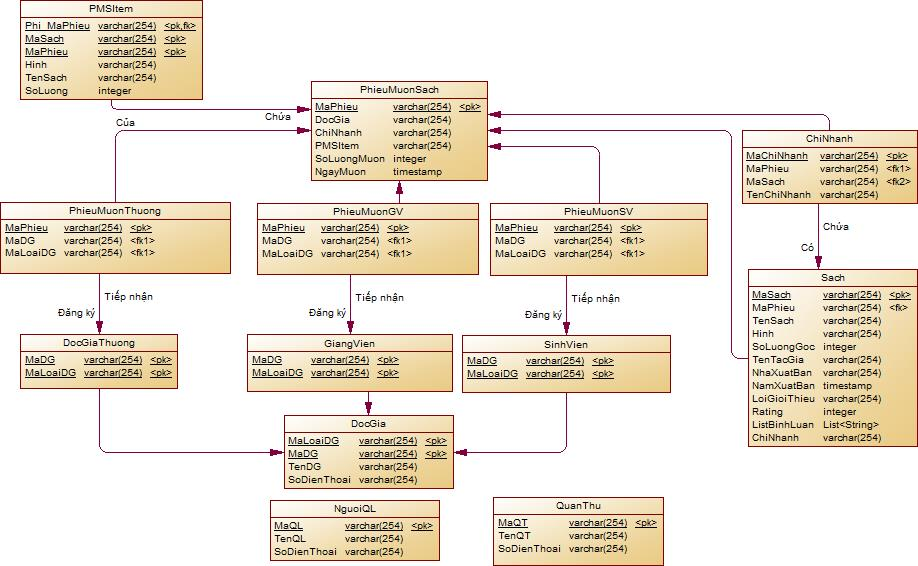 PMSItem
Phi_MaPhieu varchar(254) <pk,fk>
MaSach varchar(254) <pk>
MaPhieu varchar(254) <pk>
Hinh varchar(254)
TenSach varchar(254)
SoLuong integer
Chứa
Của
PhieuMuonSach
MaPhieu varchar(254) <pk>
DocGia varchar(254)
ChiNhanh varchar(254)
PMSItem varchar(254)
SoLuongMuon integer
NgayMuon timestamp
ChiNhanh
MaChiNhanh varchar(254) <pk>
MaPhieu varchar(254) <fk1>
MaSach varchar(254) <fk2>
TenChiNhanh varchar(254)
Chứa
Có
PhieuMuonThuong
MaPhieu varchar(254) <pk>
MaDG varchar(254) <fk1>
MaLoaiDG varchar(254) <fk1>
PhieuMuonGV
MaPhieu varchar(254) <pk>
MaDG varchar(254) <fk1>
MaLoaiDG varchar(254) <fk1>
PhieuMuonSV
MaPhieu varchar(254) <pk>
MaDG varchar(254) <fk1>
MaLoaiDG varchar(254) <fk1>
Tiếp nhận
Đăng ký
Tiếp nhận
Đăng ký
Tiếp nhận
Đăng ký
Sach
MaSach varchar(254) <pk>
MaPhieu varchar(254) <fk>
TenSach varchar(254)
Hinh varchar(254)
SoLuongGoc integer
TenTacGia varchar(254)
NhaXuatBan varchar(254)
NamXuatBan timestamp
LoiGioiThieu varchar(254)
Rating integer
ListBinhLuan List<String>
ChiNhanh varchar(254)
DocGiaThuong
MaDG varchar(254) <pk>
MaLoaiDG varchar(254) <pk>
GiangVien
MaDG varchar(254) <pk>
MaLoaiDG varchar(254) <pk>
SinhVien
MaDG varchar(254) <pk>
MaLoaiDG varchar(254) <pk>
DocGia
MaLoaiDG varchar(254) <pk>
MaDG varchar(254) <pk>
TenDG varchar(254)
SoDienThoai varchar(254)
NguoiQL
MaQL varchar(254) <pk>
TenQL varchar(254)
SoDienThoai varchar(254)
QuanThu
MaQT varchar(254) <pk>
TenQT varchar(254)
SoDienThoai varchar(254)